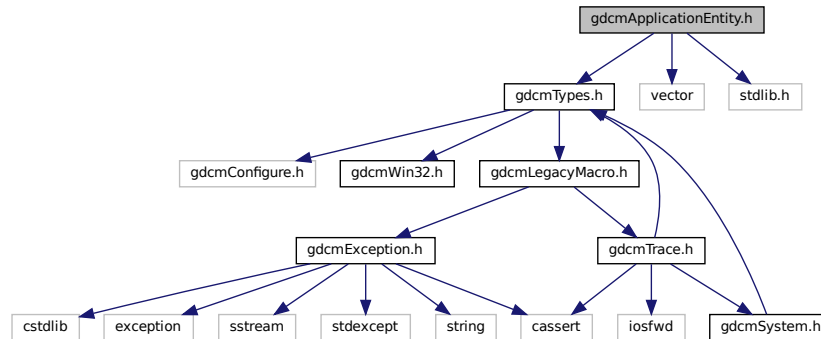 gdcmApplicationEntity.h
gdcmTypes.h
vector
stdlib.h
gdcmConfigure.h
gdcmWin32.h
gdcmLegacyMacro.h
gdcmException.h
gdcmTrace.h
cstdlib
exception
sstream
stdexcept
string
cassert
iosfwd
gdcmSystem.h